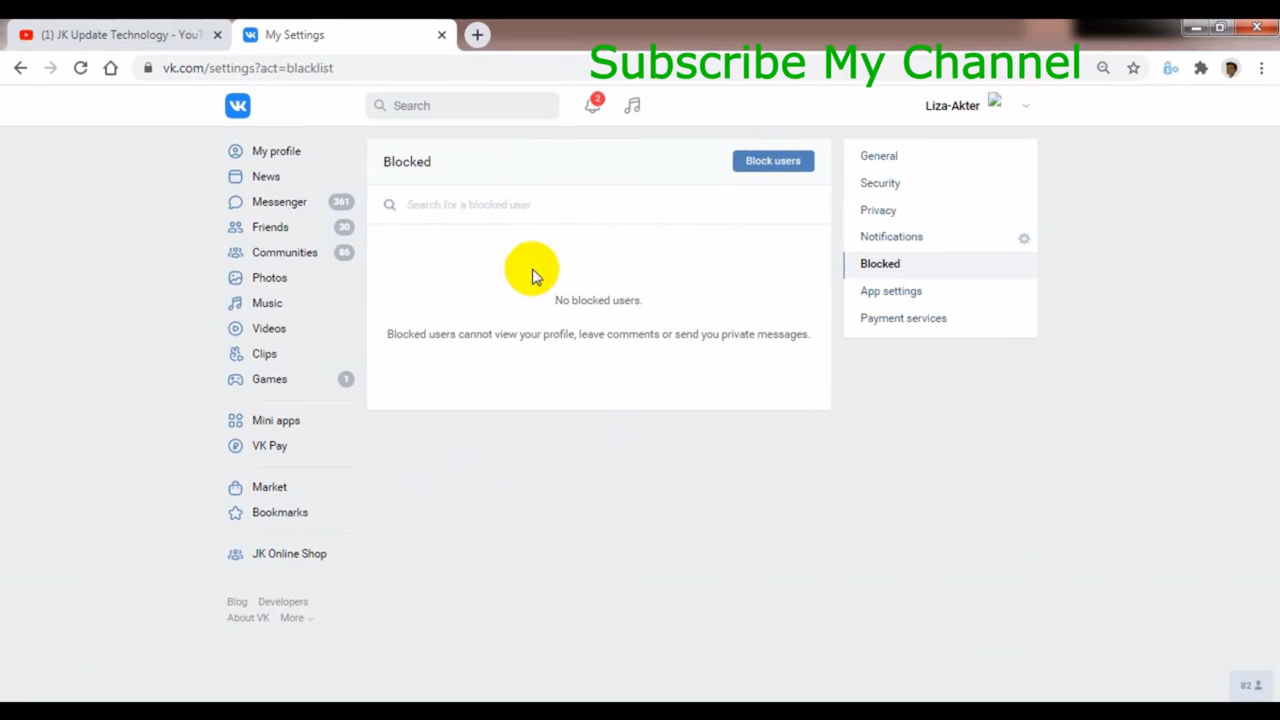 (1) JK Update Technology - YouT
My Settings
Subscribe My Channel
vk.com/settings?act=blacklist
Search
2
Liza-Akter
My profile
News
Messenger 361
Friends 30
Communities 86
Photos
Music
Videos
Clips
Games 1
Mini apps
VK Pay
Market
Bookmarks
JK Online Shop
Blog Developers
About VK More
Blocked
Block users
Search for a blocked user
No blocked users.
Blocked users cannot view your profile, leave comments or send you private messages.
General
Security
Privacy
Notifications
Blocked
App settings
Payment services
82